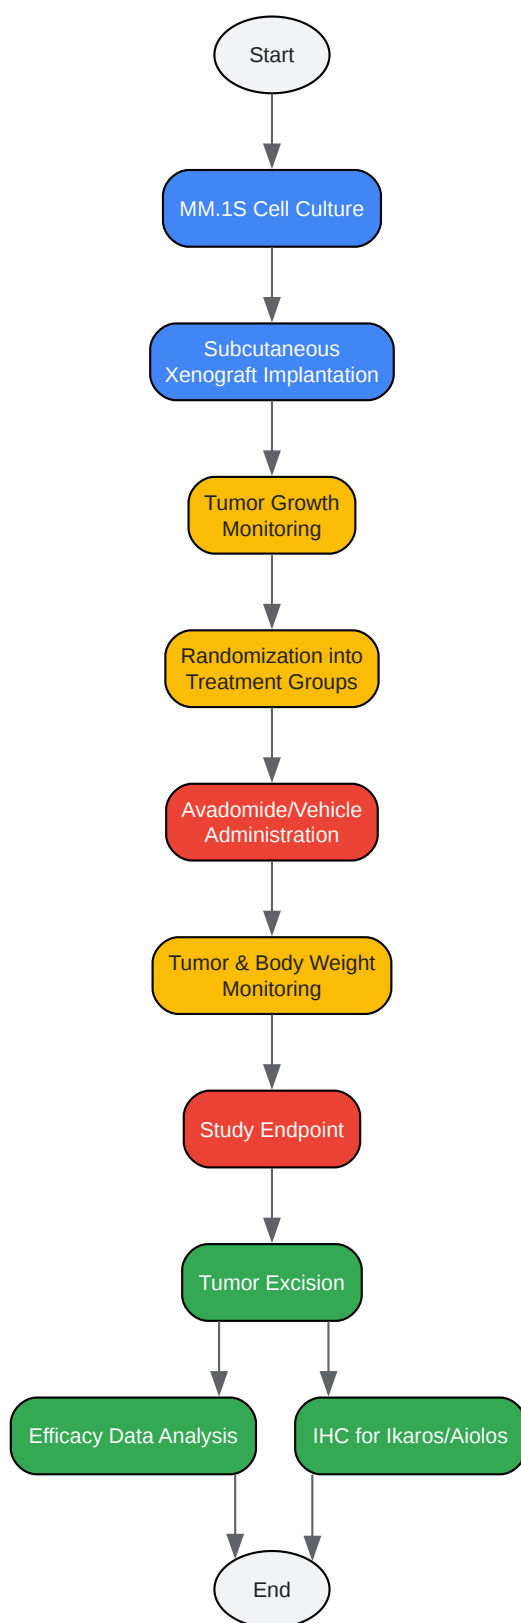 Start
MM.1S Cell Culture
Subcutaneous
Xenograft Implantation
Tumor Growth
Monitoring
Randomization into
Treatment Groups
Avadomide/Vehicle
Administration
Tumor & Body Weight
Monitoring
Study Endpoint
Tumor Excision
Efficacy Data Analysis
IHC for Ikaros/Aiolos
End